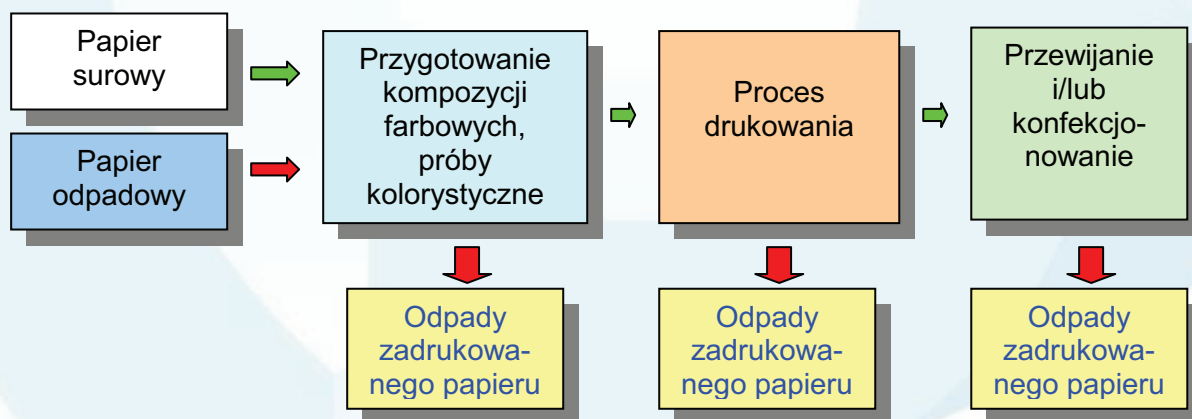 Papier
surowy
Papier
odpadowy
Przygotowanie
kompozycji
farbowych,
próby
kolorystyczne
Proces
drukowania
Przewijanie
i/lub
konfekcjo-
nowanie
Odpady
zadrukowa-
nego papieru
Odpady
zadrukowa-
nego papieru
Odpady
zadrukowa-
nego papieru